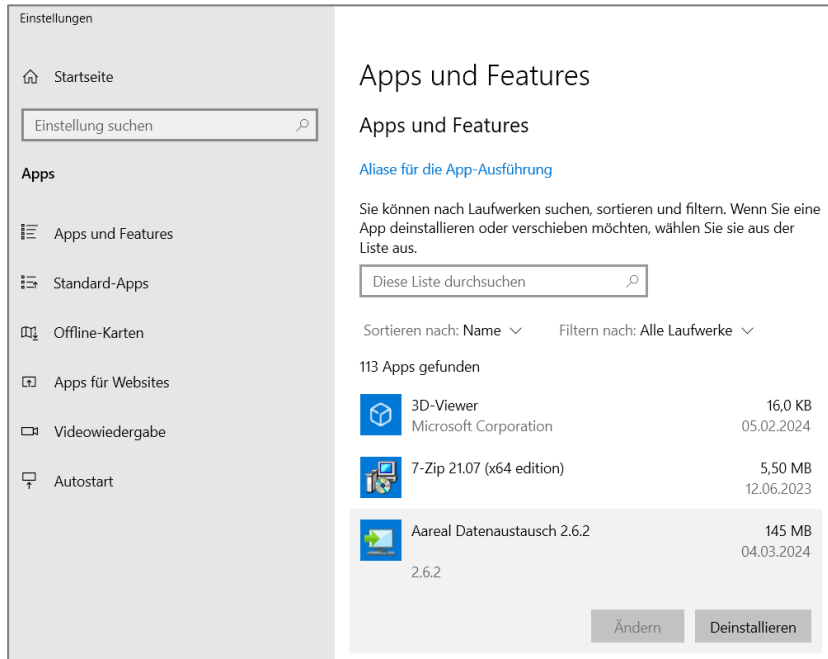 Einstellungen
Startseite
Einstellung suchen
Apps
Apps und Features
Standard-Apps
Offline-Karten
Apps für Websites
Videowiedergabe
Autostart
Apps und Features
Apps und Features
Aliase für die App-Ausführung
Sie können nach Laufwerken suchen, sortieren und filtern. Wenn Sie eine
App deinstallieren oder verschieben möchten, wählen Sie sie aus der
Liste aus.
Diese Liste durchsuchen
Sortieren nach: Name Filtern nach: Alle Laufwerke
113 Apps gefunden
3D-Viewer 16,0 KB
Microsoft Corporation 05.02.2024
7-Zip 21.07 (x64 edition) 5,50 MB
12.06.2023
Aareal Datenaustausch 2.6.2 145 MB
04.03.2024
2.6.2
Ändern Deinstallieren